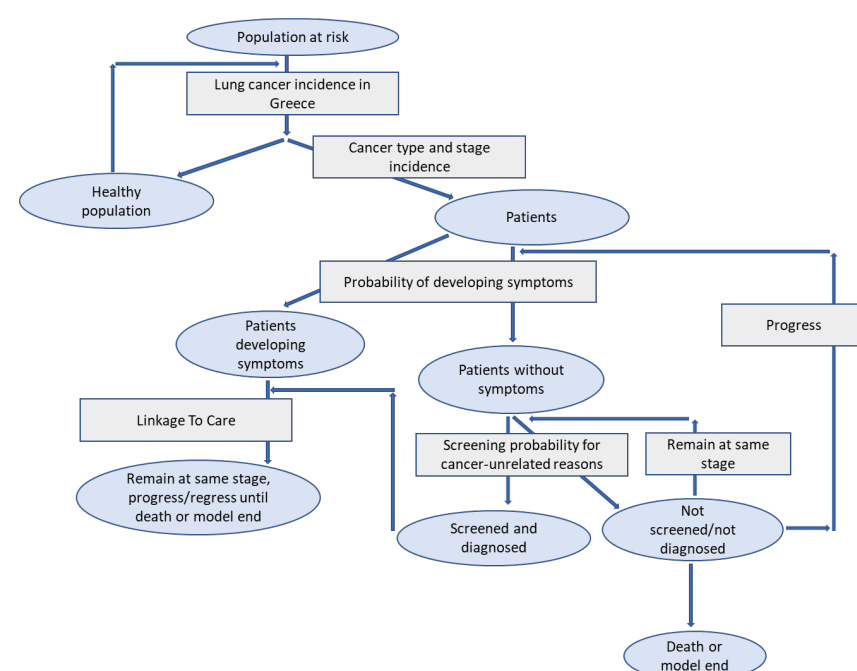 Population at risk
Lung cancer incidence in
Greece
Cancer type and stage
incidence
Healthy
population
Patients
Probability of developing symptoms
Progress
Patients
developing
symptoms
Patients without
symptoms
Linkage To Care
Screening probability for
cancer-unrelated reasons
Remain at same
stage
Remain at same stage,
progress/regress until
death or model end
Screened and
diagnosed
Not
screened/not
diagnosed
Death or
model end